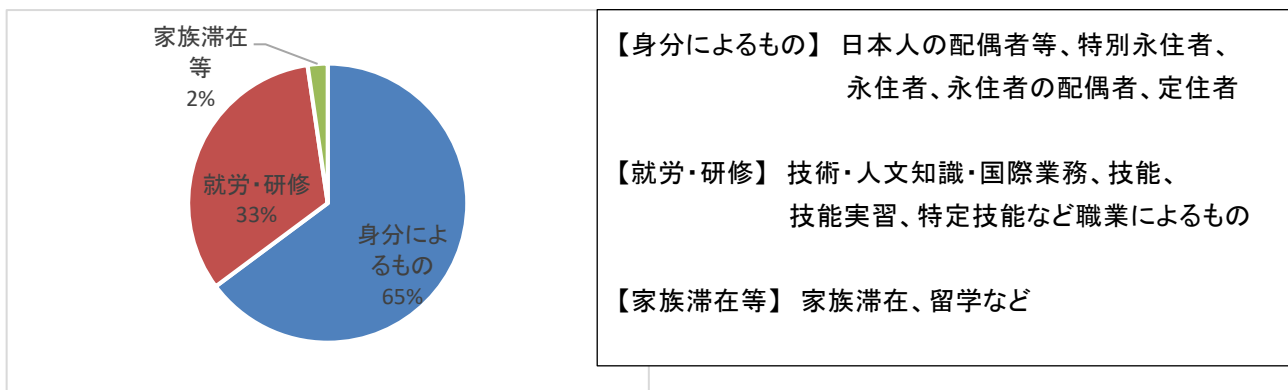 家族滞在
等
2%
就労・研修
33%
身分によ
るもの
65%
【身分によるもの】 日本人の配偶者等、特別永住者、
永住者、永住者の配偶者、定住者
【就労・研修】 技術・人文知識・国際業務、技能、
技能実習、特定技能など職業によるもの
【家族滞在等】 家族滞在、留学など